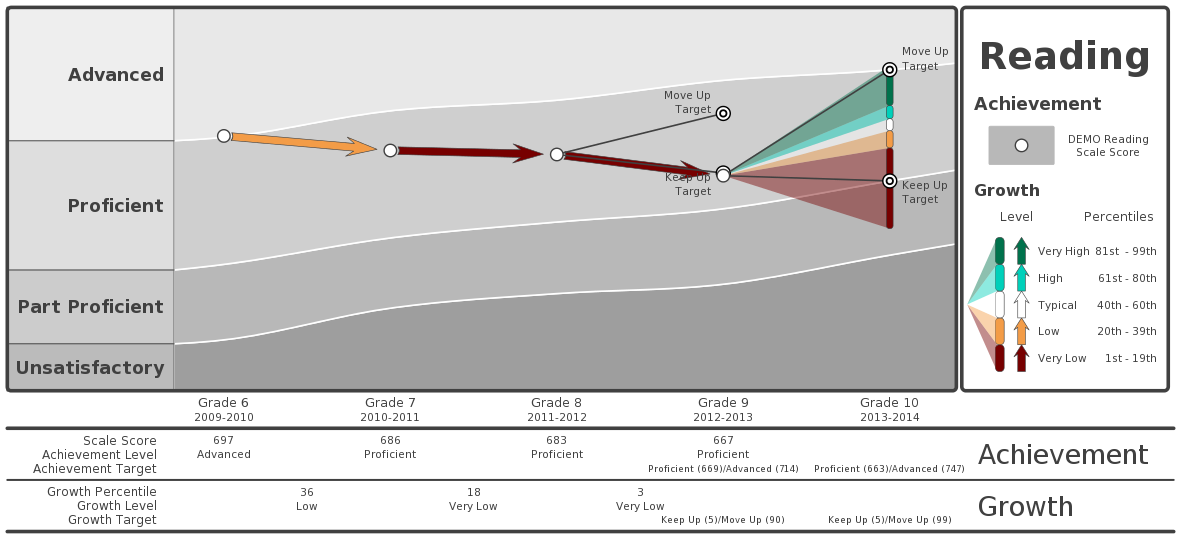 Advanced
Proficient
Part Proficient
Unsatisfactory
Move Up
Target
Keep Up
Target
Move Up
Target
Keep Up
Target
Reading
Achievement
DEMO Reading
Scale Score
Growth
Level Percentiles
Very High 81st - 99th
High 61st - 80th
Typical 40th - 60th
Low 20th - 39th
Very Low 1st - 19th
Grade 6 Grade 7 Grade 8 Grade 9 Grade 10
2009-2010 2010-2011 2011-2012 2012-2013 2013-2014
Scale Score 697 686 683 667
Achievement Level Advanced Proficient Proficient Proficient
Achievement Target Proficient (669)/Advanced (714) Proficient (663)/Advanced (747)
Achievement
Growth Percentile 36 18 3
Growth Level Low Very Low Very Low
Growth Target Keep Up (5)/Move Up (90) Keep Up (5)/Move Up (99)
Growth